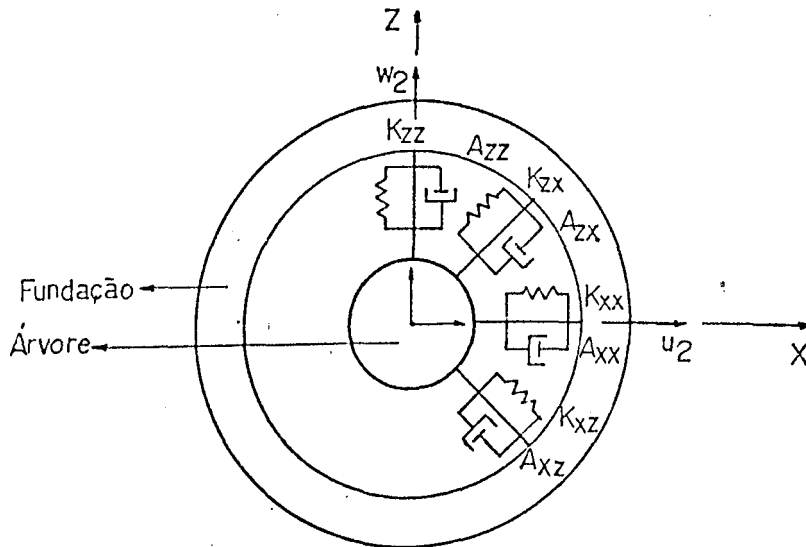 Z
w2
Kzz
Azz
Kzx
Azx
Fundação
Kxx
Árvore
Axx
u2
X
Kxz
Axz